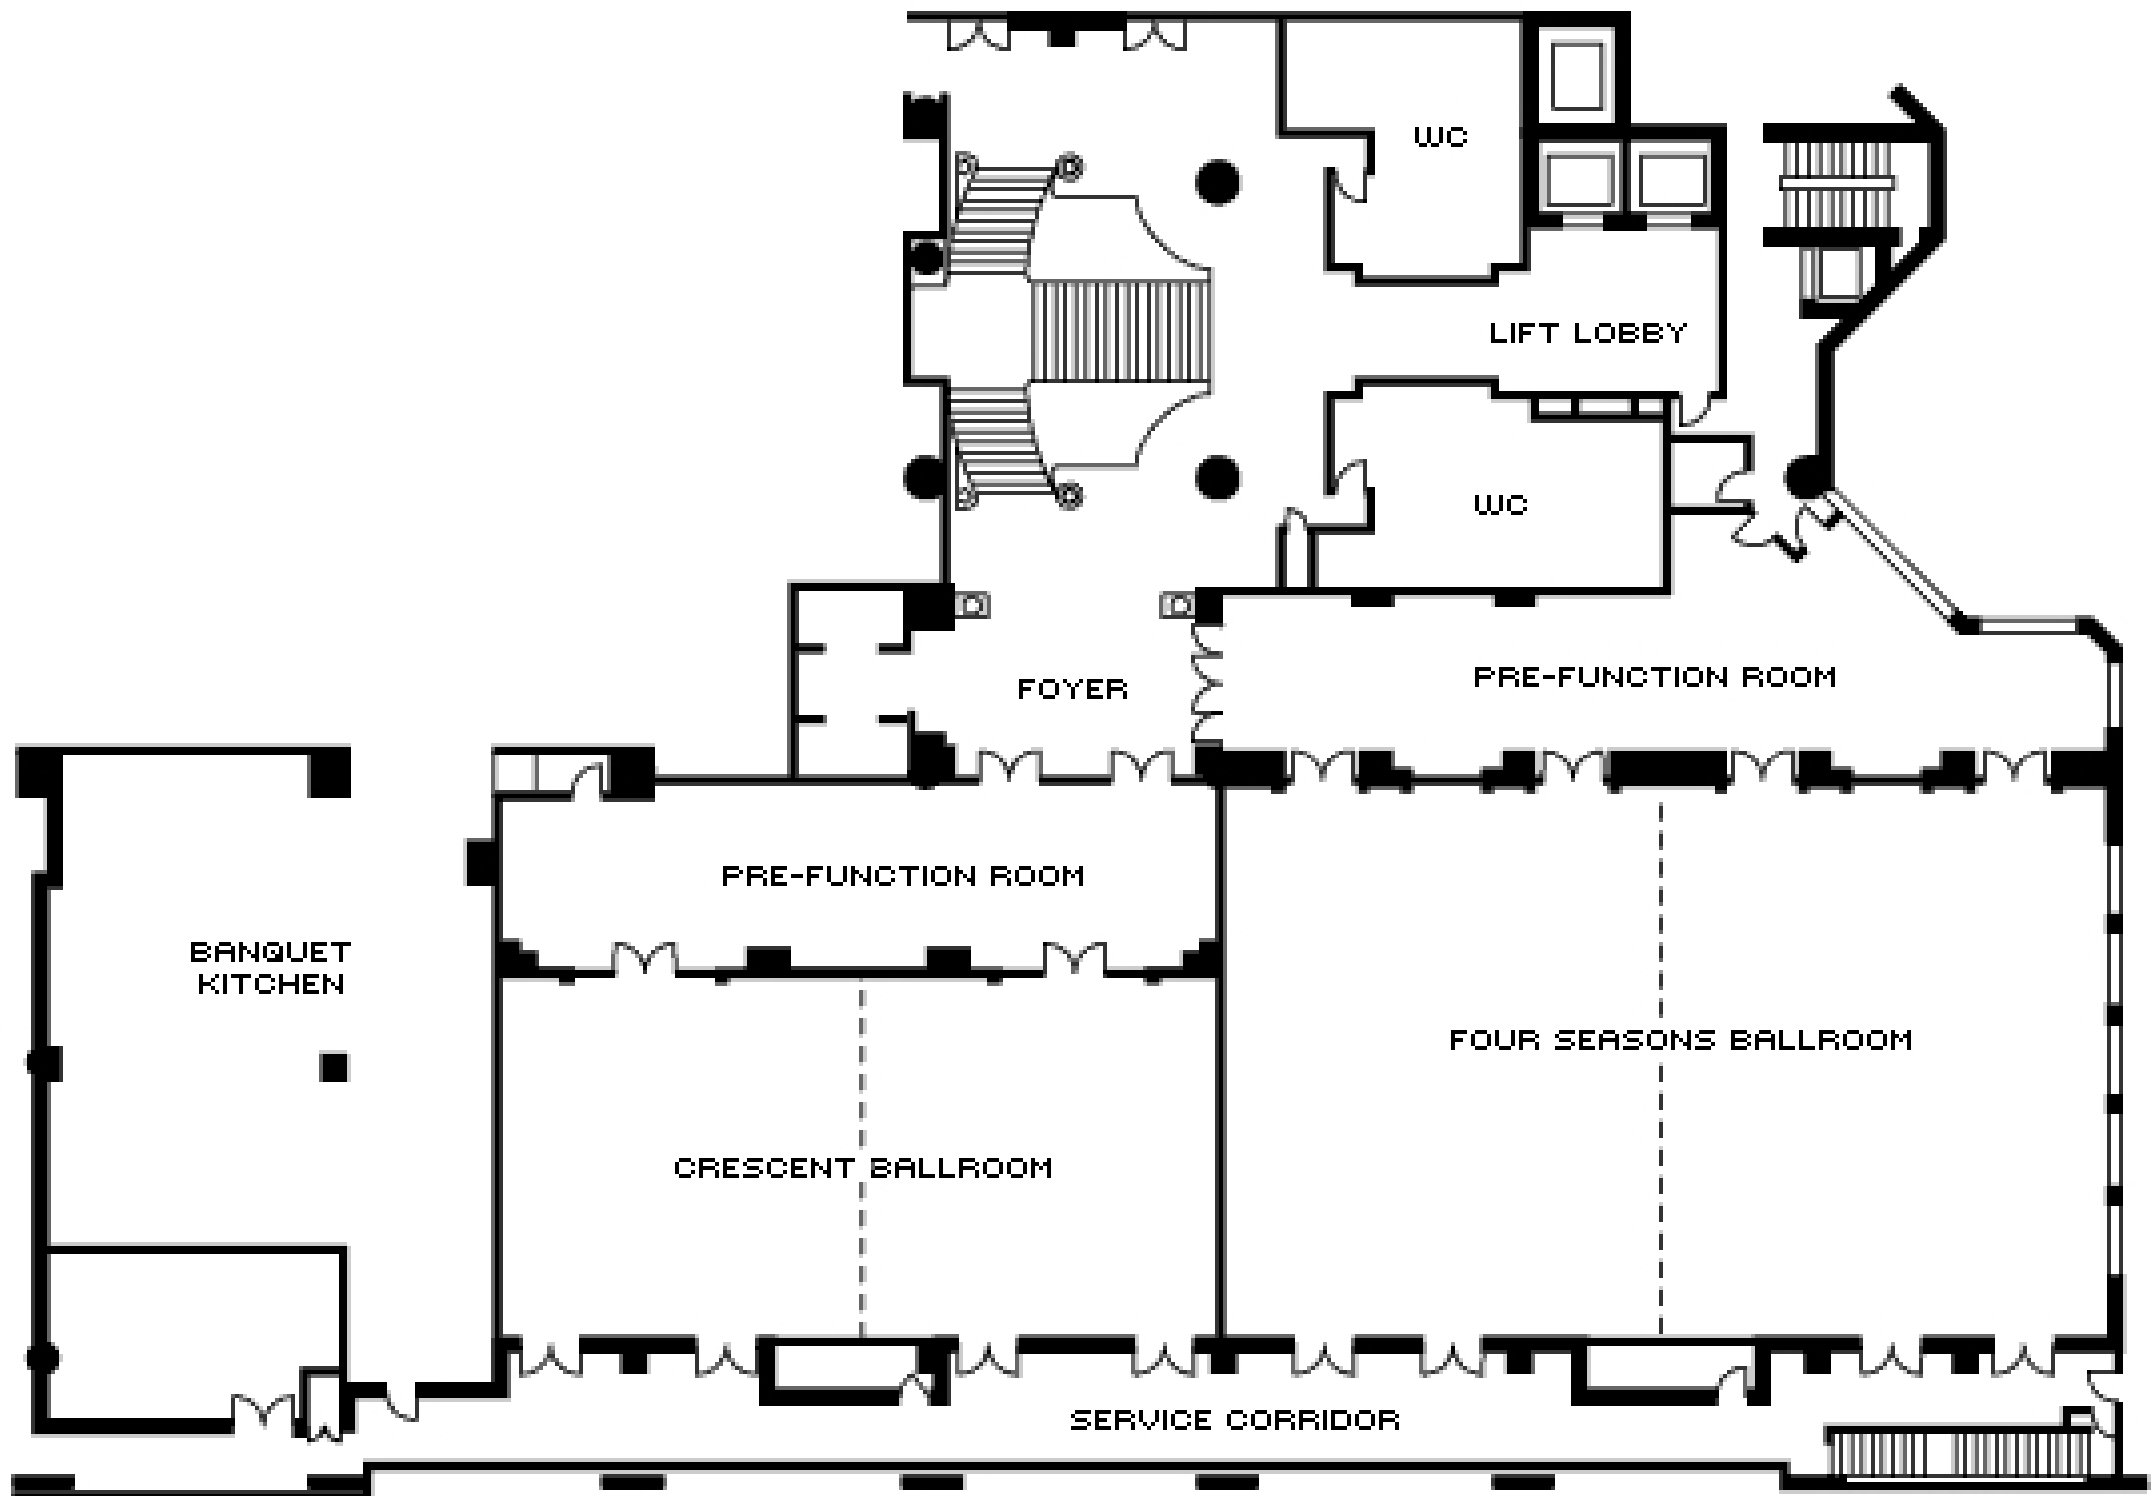 WC
LIFT LOBBY
WC
FOYER
PRE-FUNCTION ROOM
PRE-FUNCTION ROOM
BANQUET
KITCHEN
FOUR SEASONS BALLROOM
CRESCENT BALLROOM
SERVICE CORRIDOR